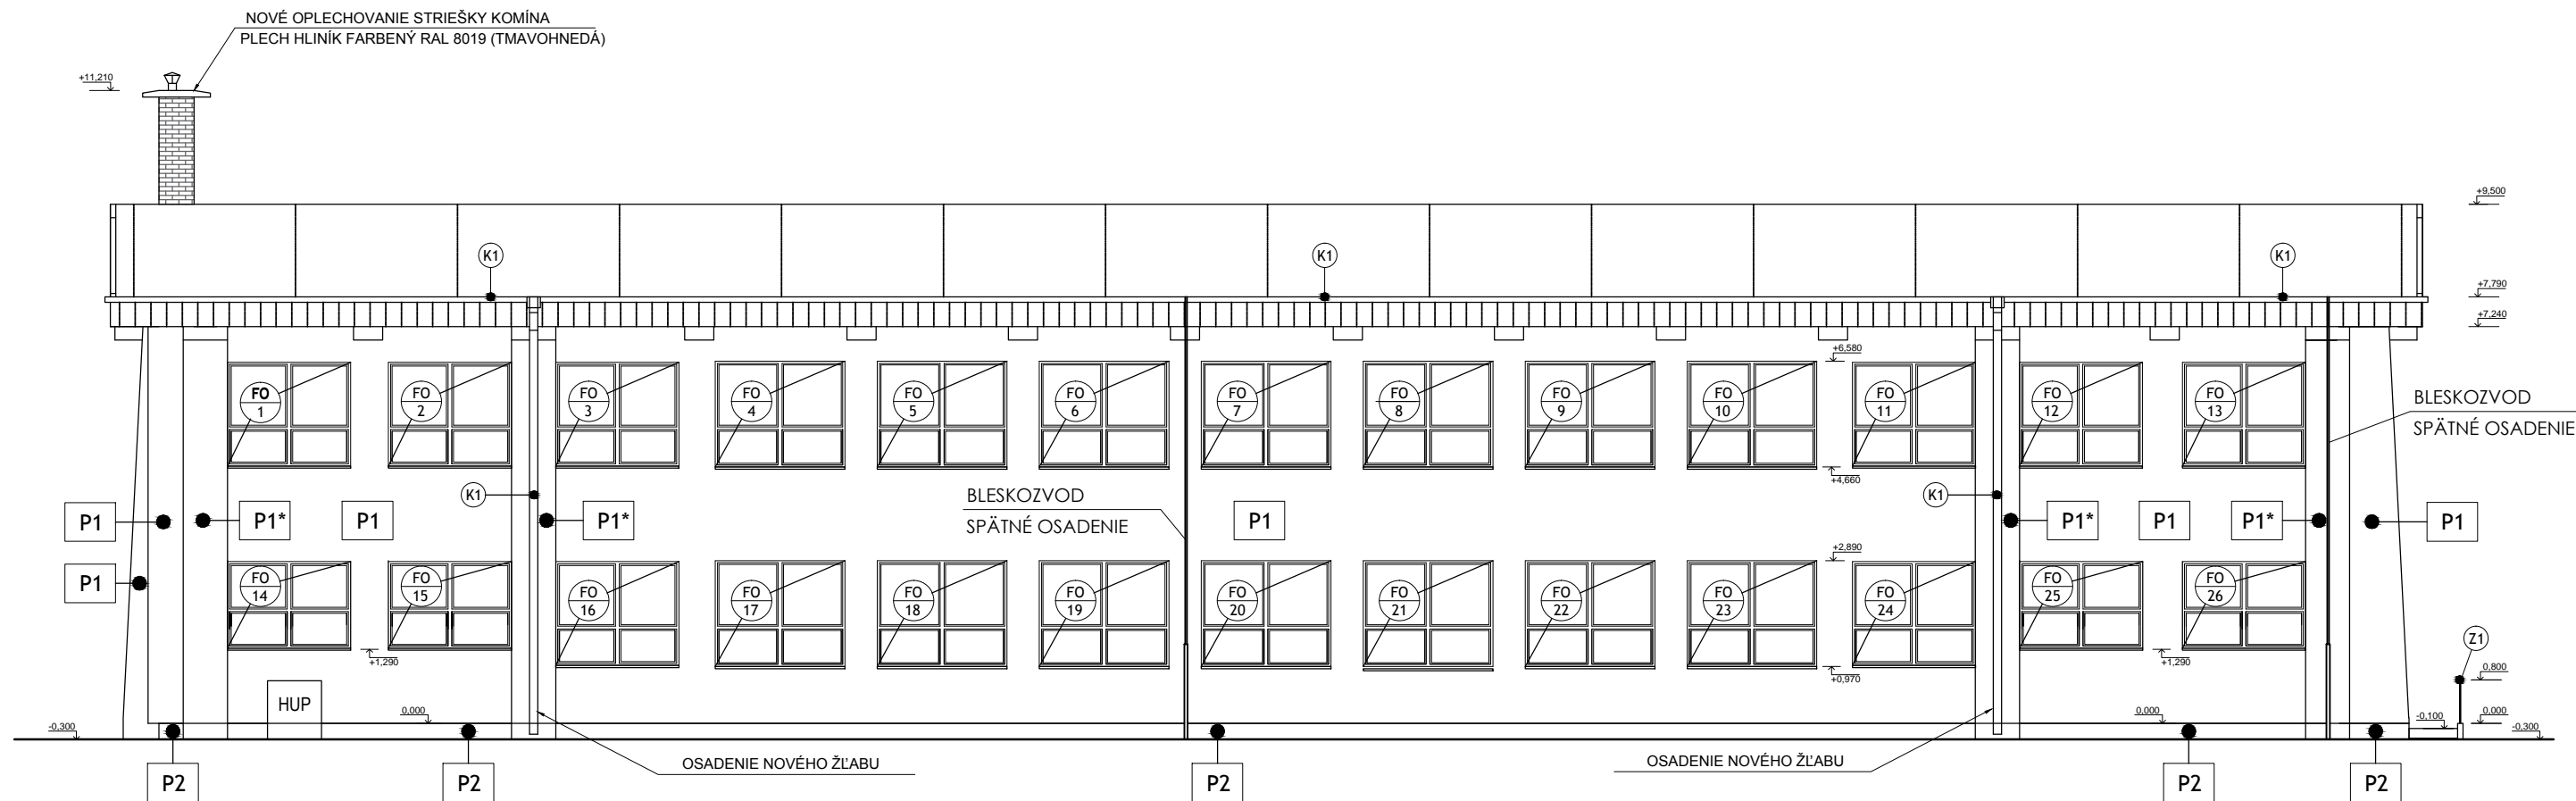 NOVÉ OPLECHOVANIE STRIEŠKY KOMÍNA
PLECH HLINÍK FARBENÝ RAL 8019 (TMAVOHNEDÁ)
+11,210
+9,500
K1
K1
K1
+7,790
+7,240
+6,580
FO
1
FO
2
FO
3
FO
4
FO
5
FO
6
FO
7
FO
8
FO
9
FO
10
FO
11
FO
12
FO
13
BLESKOZVOD
SPÄTNÉ OSADENIE
+4,660
K1
BLESKOZVOD
SPÄTNÉ OSADENIE
K1
P1
P1*
P1
P1*
P1
P1*
P1
P1*
P1
P1
+2,890
FO
14
FO
15
FO
16
FO
17
FO
18
FO
19
FO
20
FO
21
FO
22
FO
23
FO
24
FO
25
FO
26
+1,290
+0,970
+1,290
Z1
0,800
HUP
-0,300
0,000
0,000
-0,100
0,000
-0,300
OSADENIE NOVÉHO ŽĽABU
OSADENIE NOVÉHO ŽĽABU
P2
P2
P2
P2
P2